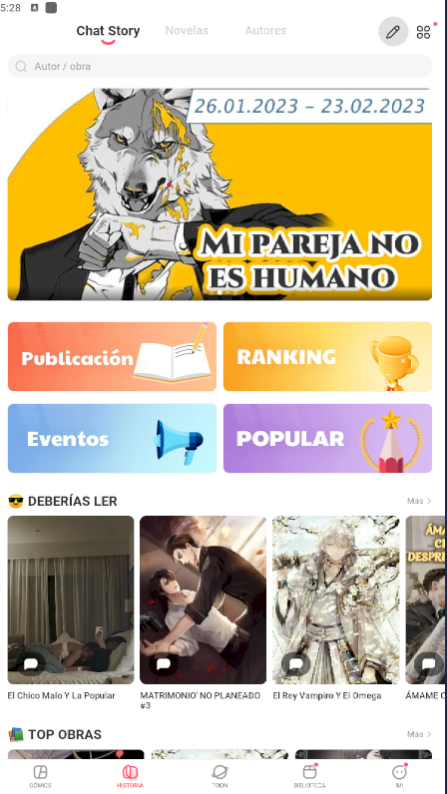 5:28
Chat Story
Novelas
Autores
Autor / obra
26.01.2023 – 23.02.2023
MI PAREJA NO
ES HUMANO
Publicación
RANKING
Eventos
POPULAR
😎 DEBERÍAS LER
Más >
El Chico Malo Y La Popular
MATRIMONIO' NO PLANEADO
#3
El Rey Vampiro Y El Omega
ÁMAME C
TOP OBRAS
Más >
CÓMICS
HISTORIA
TOON
BIBLIOTECA
MI